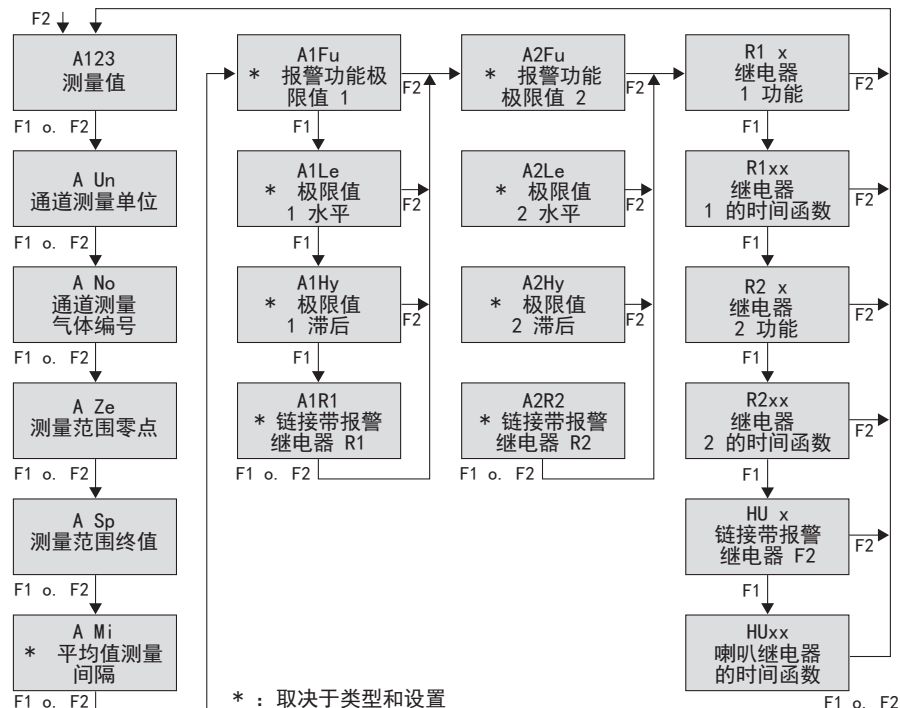 F2
A123
测量值
F1 o. F2
A Un
通道测量单位
F1 o. F2
A No
通道测量
气体编号
F1 o. F2
A Ze
测量范围零点
F1 o. F2
A Sp
测量范围终值
F1 o. F2
A Mi
* 平均值测量
间隔
F1 o. F2
A1Fu
* 报警功能极
限值 1
F2
F1
A1Le
* 极限值
1 水平
F2
F1
A1Hy
* 极限值
1 滞后
F2
F1
A1R1
* 链接带报警
继电器 R1
F1 o. F2
A2Fu
* 报警功能
极限值 2
F2
A2Le
* 极限值
2 水平
F2
A2Hy
* 极限值
2 滞后
F2
A2R2
* 链接带报警
继电器 R2
F1 o. F2
R1 x
继电器
1 功能
F2
F1
R1xx
继电器
1 的时间函数
F2
F1
R2 x
继电器
2 功能
F2
F1
R2xx
继电器
2 的时间函数
F2
F1
HU x
链接带报警
继电器 F2
F2
F1
HUxx
喇叭继电器
的时间函数
F1 o. F2
* : 取决于类型和设置